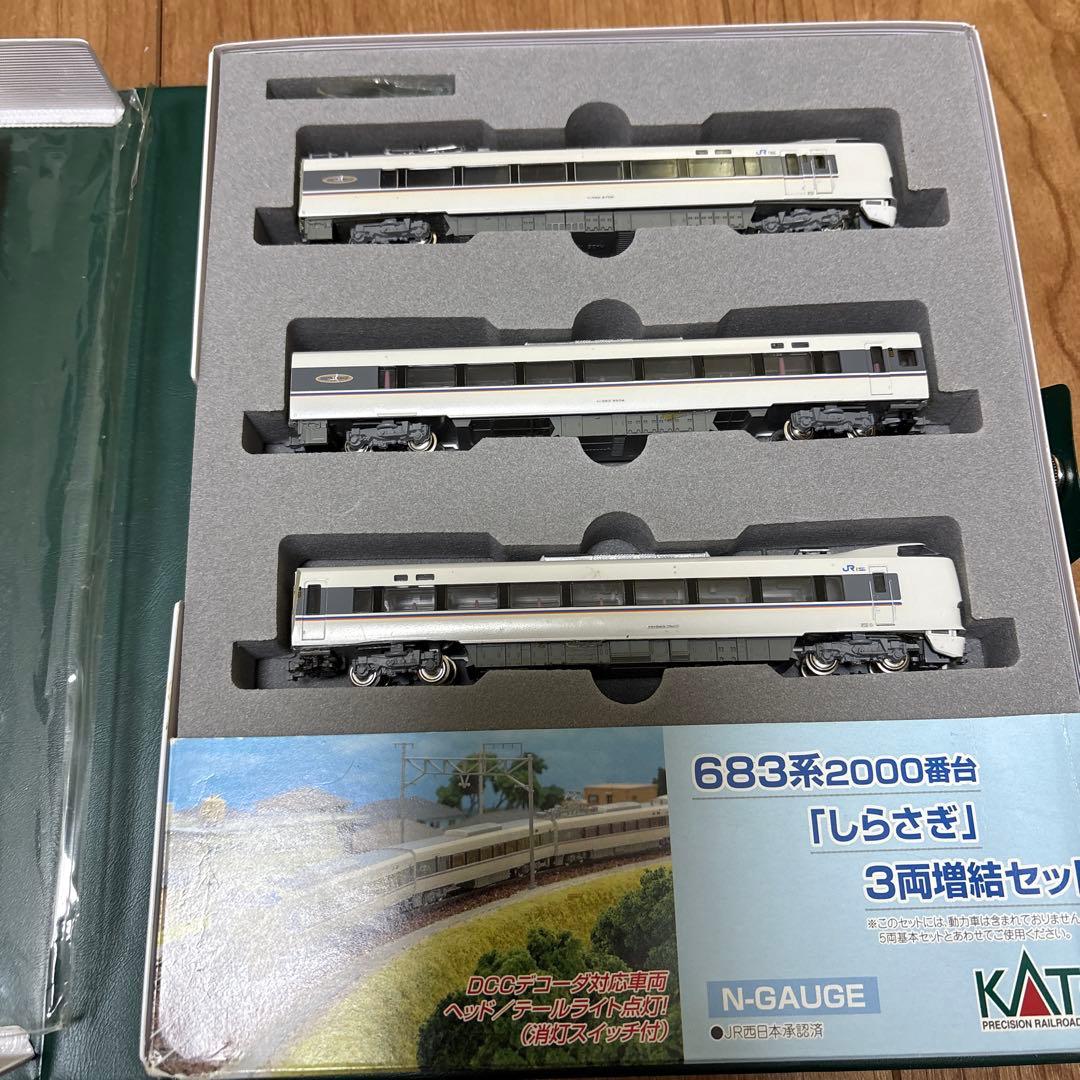 JR
JR
683系2000番台
「しらさぎ」
3両増結セット
※このセットには、動力車は含まれておりません
5両基本セットとあわせてご使用ください。
DCCデコーダ対応車両
ヘッド／テールライト点灯!
(消灯スイッチ付)
N-GAUGE
●JR西日本承認済
KAT
PRECISION RAILROAD